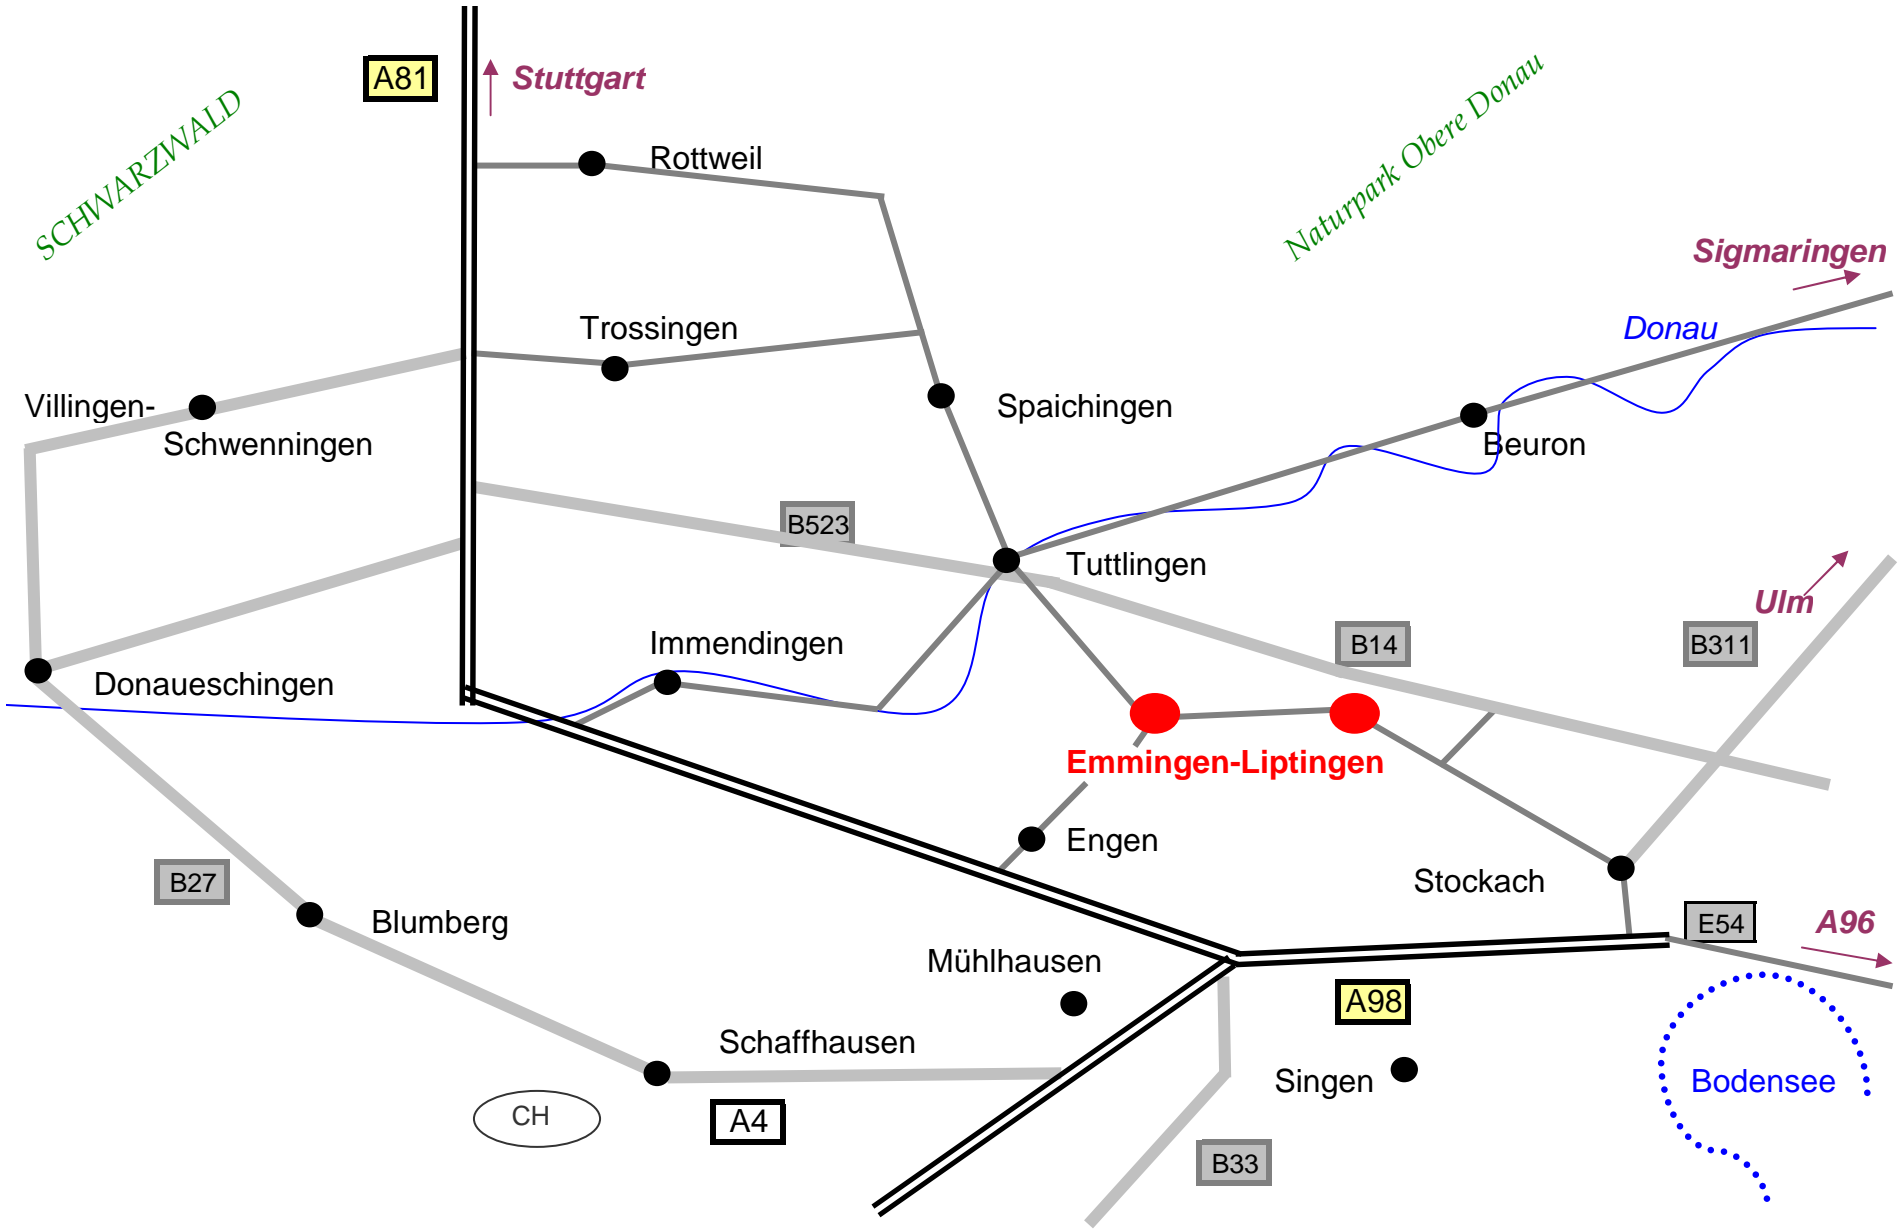 A81
Stuttgart
SCHWARZWALD
Naturpark Obere Donau
Rottweil
Sigmaringen
Trossingen
Donau
Villingen-
Schwenningen
Spaichingen
Beuron
B523
Tuttlingen
Ulm
Immendingen
B14
B311
Donaueschingen
Emmingen-Liptingen
Engen
B27
Stockach
Blumberg
E54
A96
Mühlhausen
A98
Schaffhausen
Singen
Bodensee
CH
A4
B33